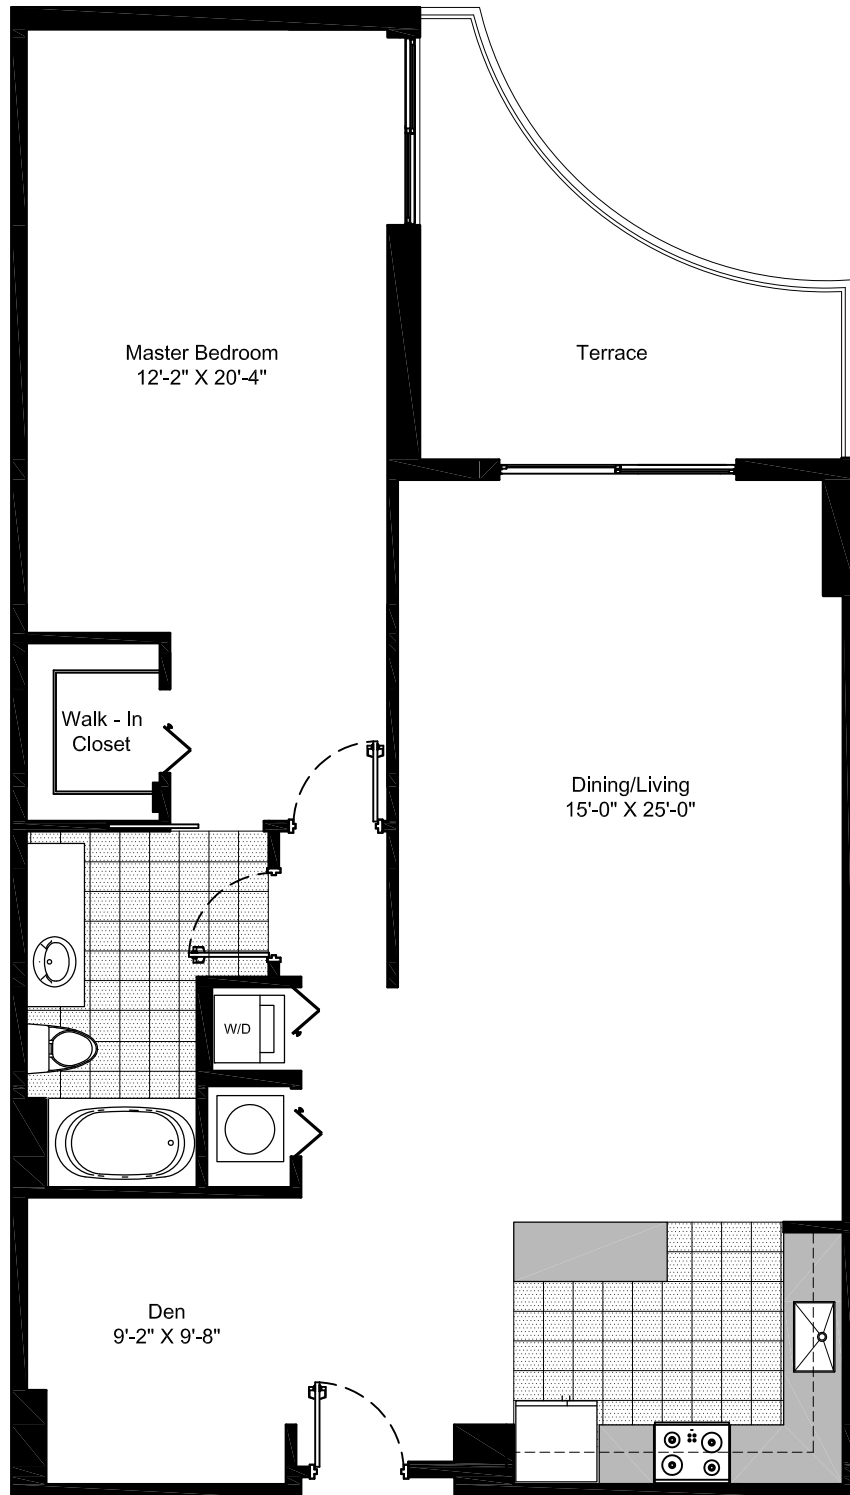 Master Bedroom
12'-2" X 20'-4"
Terrace
Walk - In
Closet
Dining/Living
15'-0" X 25'-0"
W/D
Den
9'-2" X 9'-8"